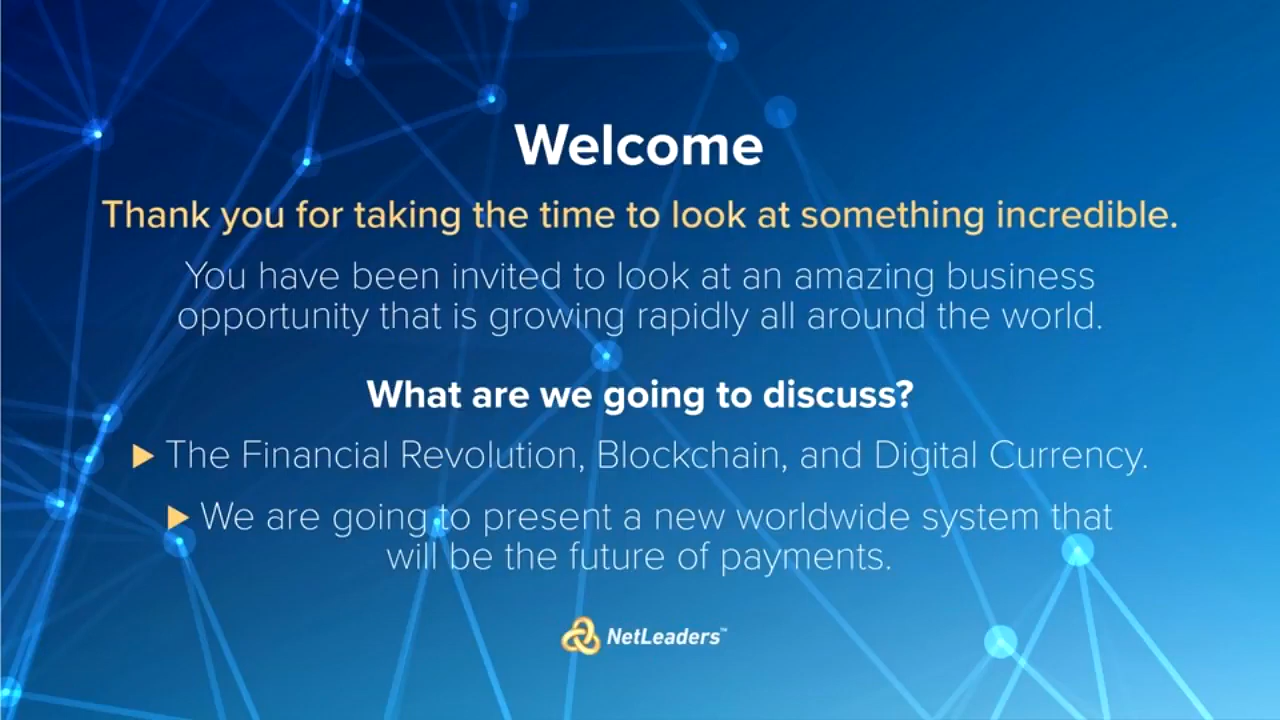 Welcome
Thank you for taking the time to look at something incredible.
You have been invited to look at an amazing business
opportunity that is growing rapidly all around the world.
What are we going to discuss?
▶ The Financial Revolution, Blockchain, and Digital Currency.
▶ We are going to present a new worldwide system that
will be the future of payments.
NetLeaders™